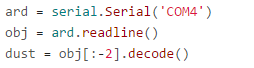 ard = serial.Serial('COM4')
obj = ard.readline()
dust = obj[:-2].decode()